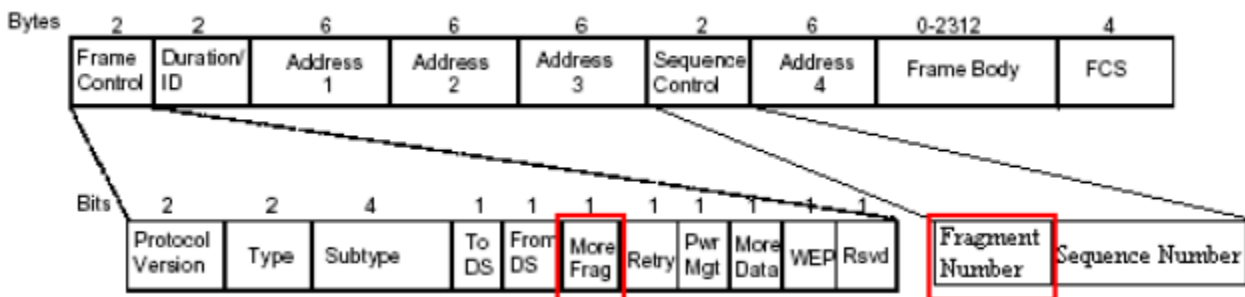 Bytes 2 2 6 6 6 2 6 0-2312 4
Frame Duration/ Address Address Address Sequence Address Frame Body FCS
Control ID 1 2 3 Control 4
Bits 2 2 4 1 1 1 1 1 1 1 1
Protocol Type Subtype To From More Retry Pwr More WEP Rsvd Fragment Sequence Number
Version DS DS Frag Mgt Data Number